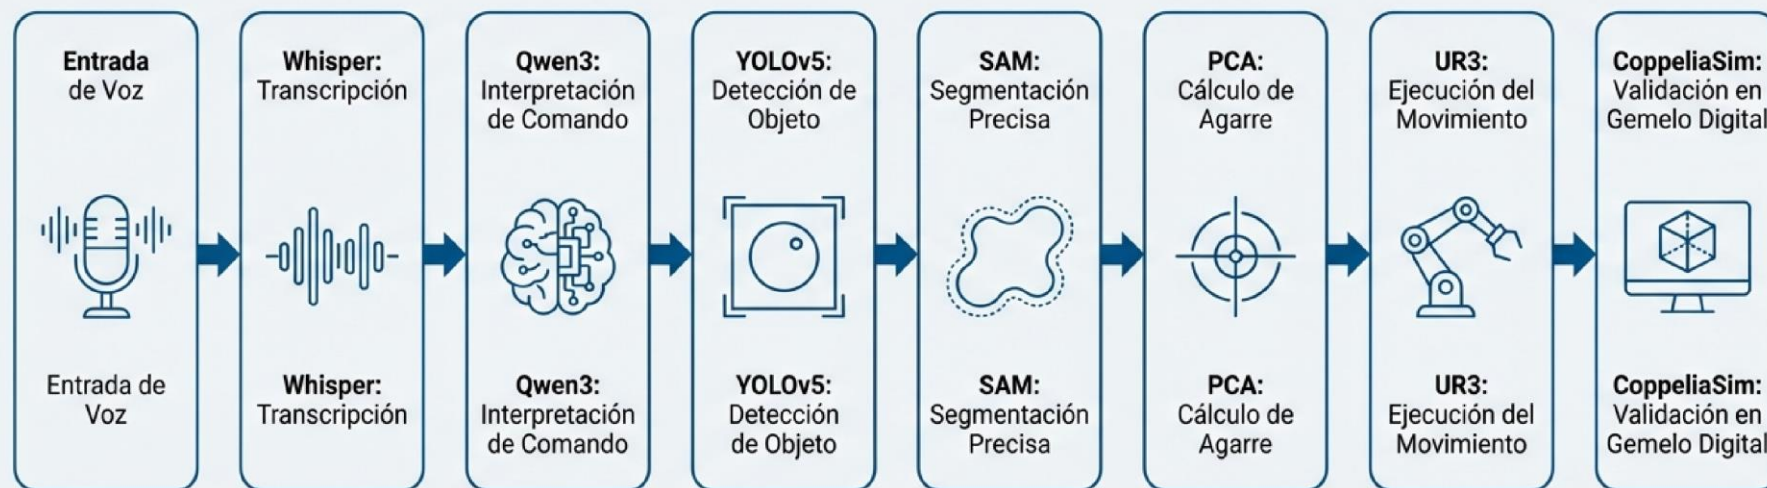 Entrada
de Voz
Whisper:
Transcripción
Qwen3:
Interpretación
de Comando
YOLOv5:
Detección de
Objeto
SAM:
Segmentación
Precisa
PCA:
Cálculo de
Agarre
UR3:
Ejecución del
Movimiento
CoppeliaSim:
Validación en
Gemelo Digital
Entrada de
Voz
Whisper:
Transcripción
Qwen3:
Interpretación
de Comando
YOLOv5:
Detección
de Objeto
SAM:
Segmentación
Precisa
PCA:
Cálculo de
Agarre
UR3:
Ejecución del
Movimiento
CoppeliaSim:
Validación en
Gemelo Digital